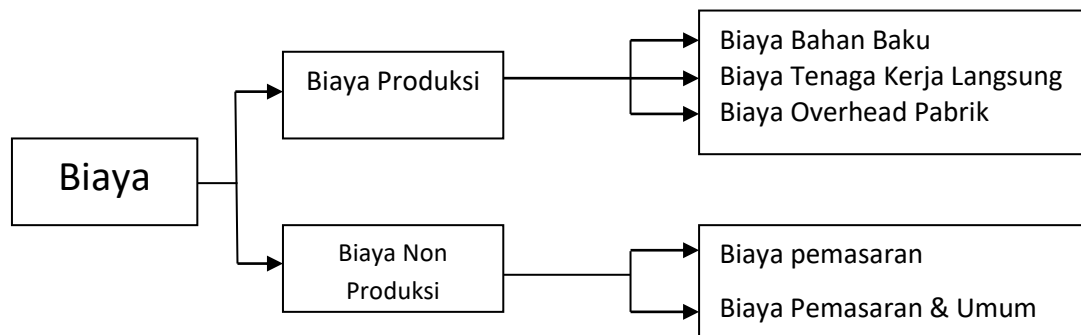 Biaya
Biaya Produksi
Biaya Bahan Baku
Biaya Tenaga Kerja Langsung
Biaya Overhead Pabrik
Biaya Non
Produksi
Biaya pemasaran
Biaya Pemasaran & Umum